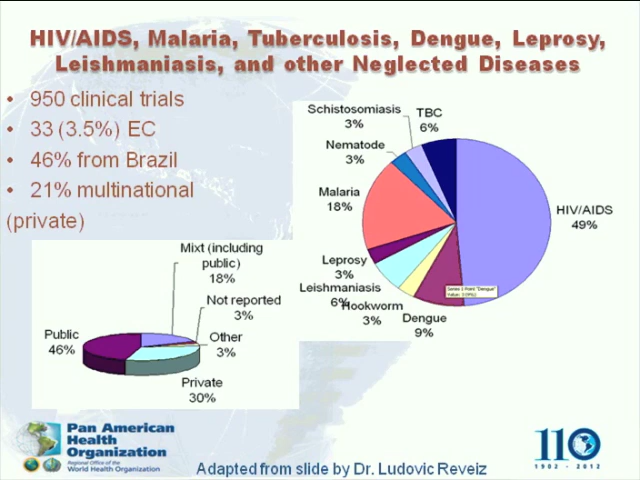 HIV/AIDS, Malaria, Tuberculosis, Dengue, Leprosy,
Leishmaniasis, and other Neglected Diseases
• 950 clinical trials
• 33 (3.5%) EC
• 46% from Brazil
• 21% multinational
(private)
Schistosomiasis
3%
TBC
6%
Nematode
3%
Malaria
18%
HIV/AIDS
49%
Leprosy
3%
Leishmaniasis
6%
Hookworm
3%
Dengue
9%
Series 1 Point "Dengue"
Mixt (including
public)
18%
Not reported
3%
Other
3%
Public
46%
Private
30%
Pan American
Health
Organization
Regional Office of the
World Health Organization
110
1902 - 2012
Adapted from slide by Dr. Ludovic Reveiz